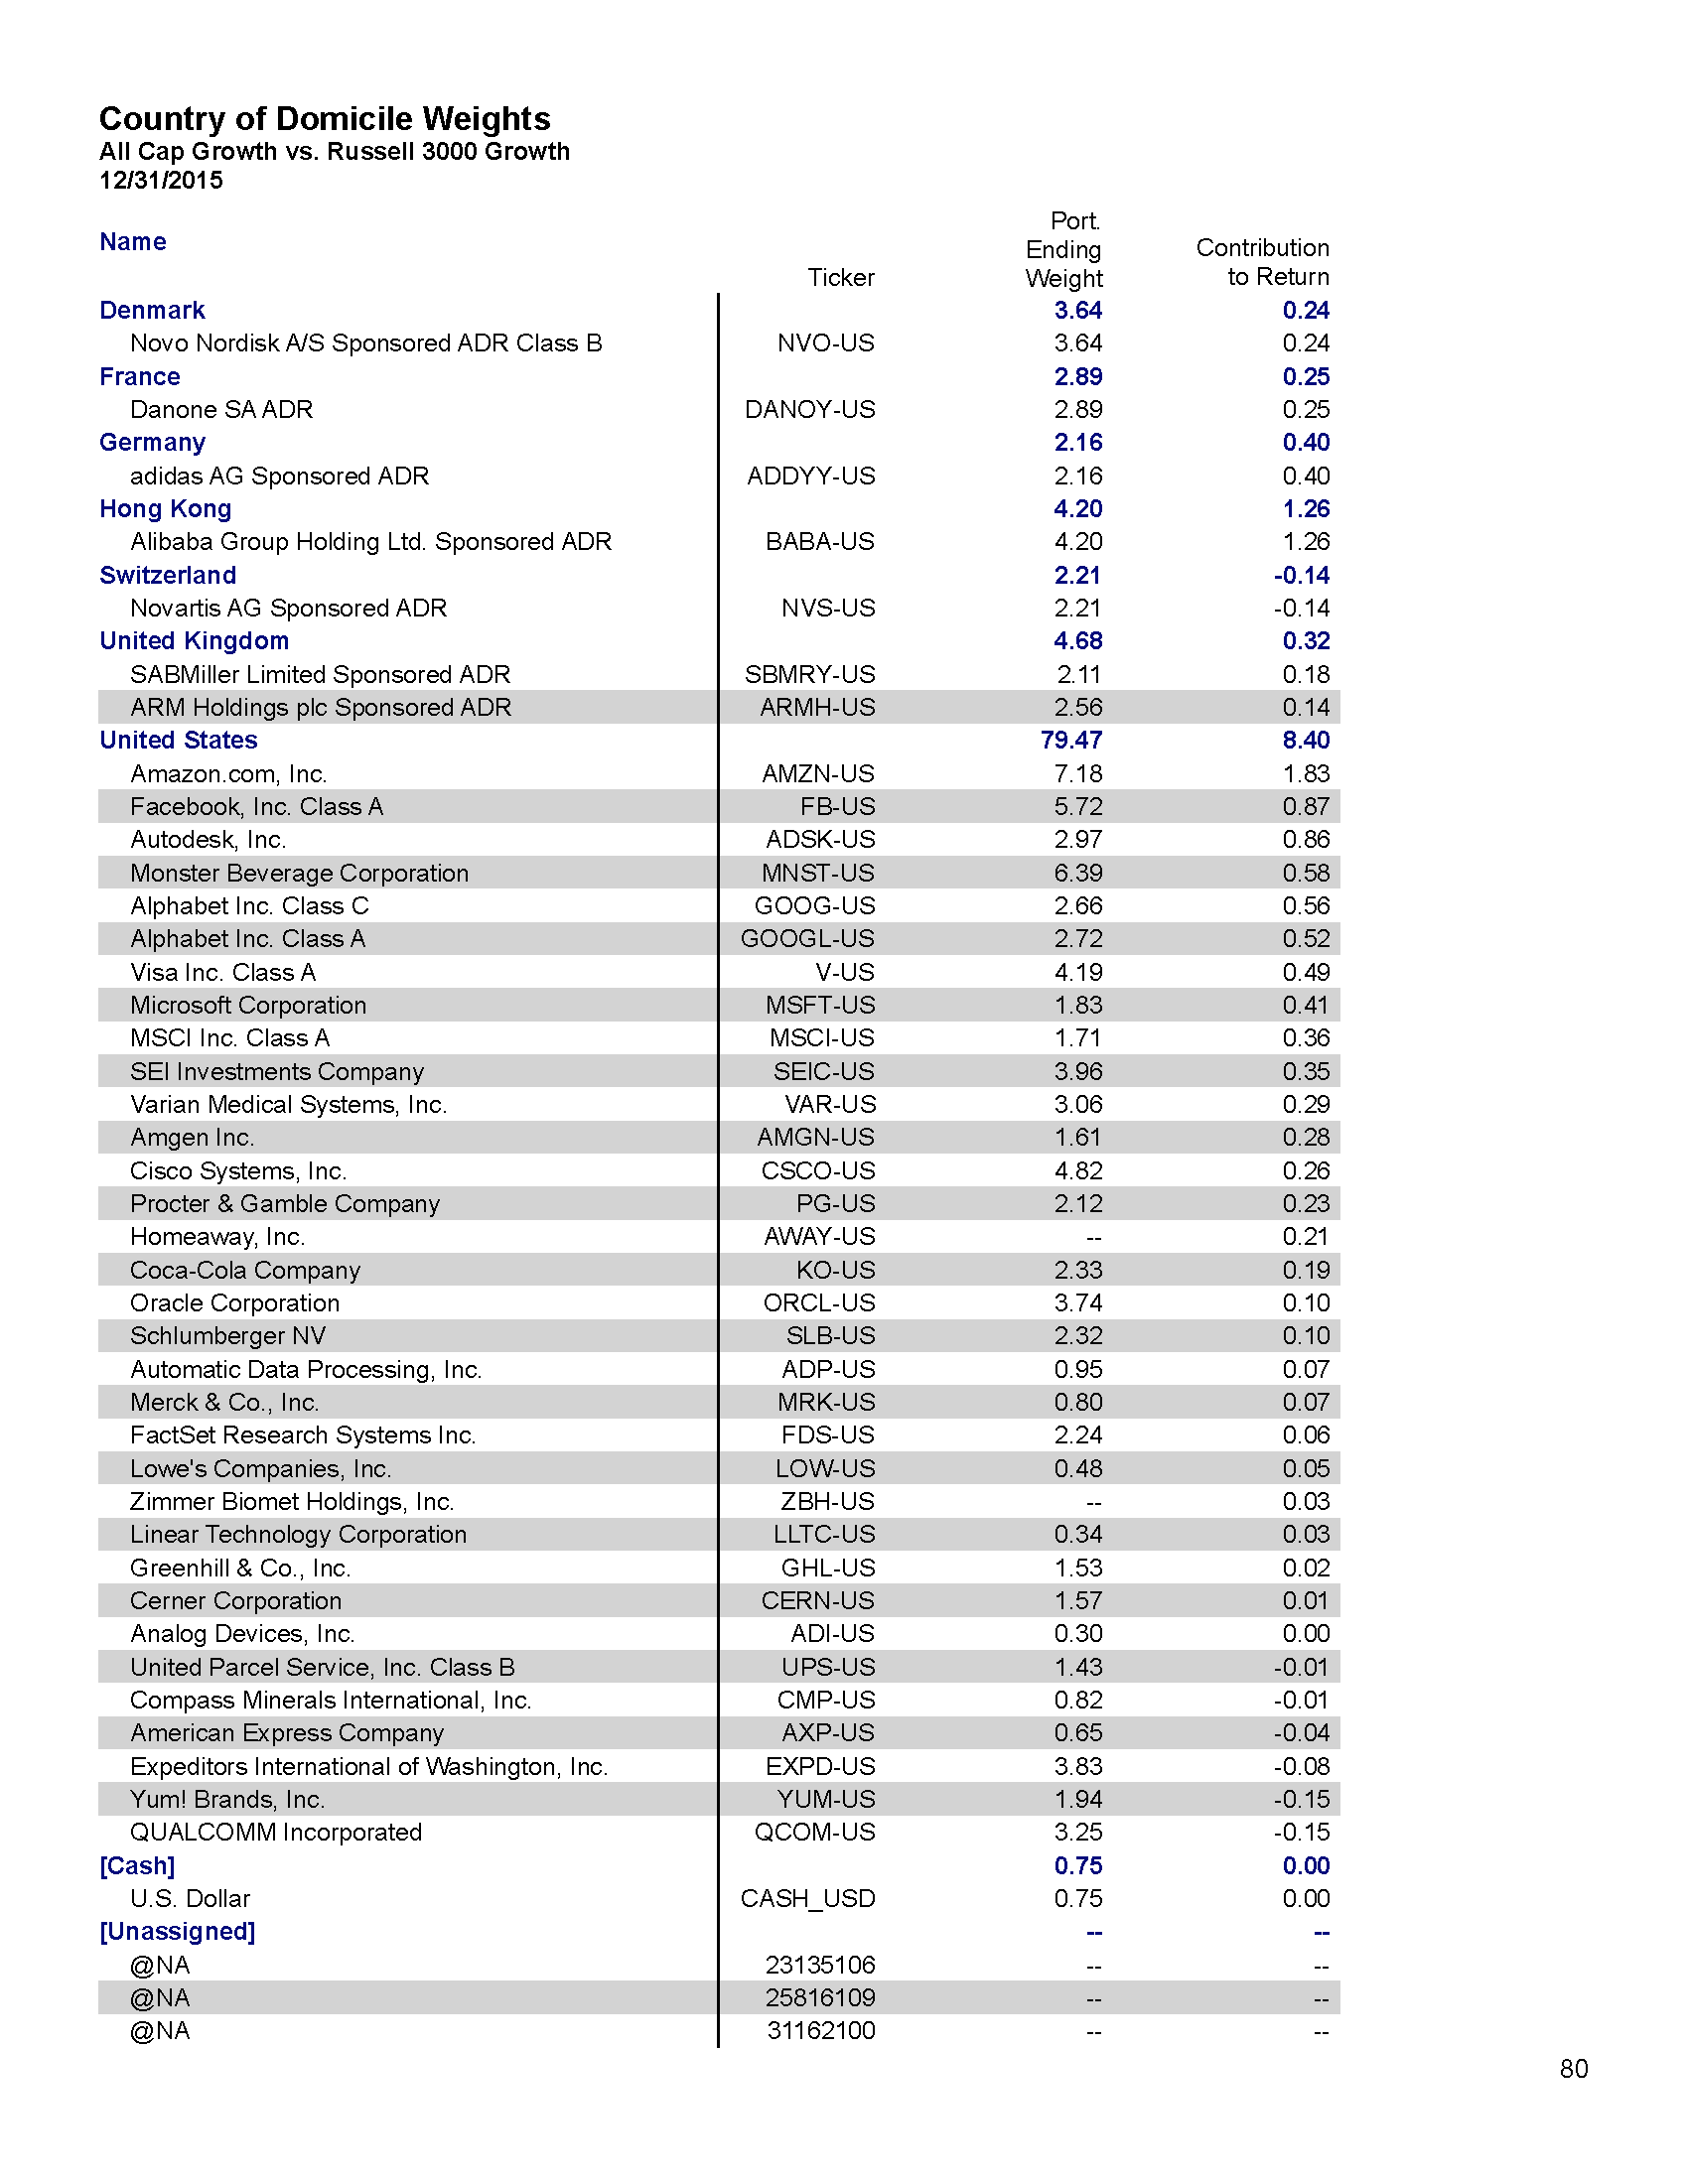 Country of Domicile Weights
All Cap Growth vs. Russell 3000 Growth
12/31/2015
Name Ticker Port. Ending Weight Contribution to Return
Denmark 3.64 0.24
Novo Nordisk A/S Sponsored ADR Class B NVO-US 3.64 0.24
France 2.89 0.25
Danone SA ADR DANOY-US 2.89 0.25
Germany 2.16 0.40
adidas AG Sponsored ADR ADDYY-US 2.16 0.40
Hong Kong 4.20 1.26
Alibaba Group Holding Ltd. Sponsored ADR BABA-US 4.20 1.26
Switzerland 2.21 -0.14
Novartis AG Sponsored ADR NVS-US 2.21 -0.14
United Kingdom 4.68 0.32
SABMiller Limited Sponsored ADR SBMRY-US 2.11 0.18
ARM Holdings plc Sponsored ADR ARMH-US 2.56 0.14
United States 79.47 8.40
Amazon.com, Inc. AMZN-US 7.18 1.83
Facebook, Inc. Class A FB-US 5.72 0.87
Autodesk, Inc. ADSK-US 2.97 0.86
Monster Beverage Corporation MNST-US 6.39 0.58
Alphabet Inc. Class C GOOG-US 2.66 0.56
Alphabet Inc. Class A GOOGL-US 2.72 0.52
Visa Inc. Class A V-US 4.19 0.49
Microsoft Corporation MSFT-US 1.83 0.41
MSCI Inc. Class A MSCI-US 1.71 0.36
SEI Investments Company SEIC-US 3.96 0.35
Varian Medical Systems, Inc. VAR-US 3.06 0.29
Amgen Inc. AMGN-US 1.61 0.28
Cisco Systems, Inc. CSCO-US 4.82 0.26
Procter & Gamble Company PG-US 2.12 0.23
Homeaway, Inc. AWAY-US -- 0.21
Coca-Cola Company KO-US 2.33 0.19
Oracle Corporation ORCL-US 3.74 0.10
Schlumberger NV SLB-US 2.32 0.10
Automatic Data Processing, Inc. ADP-US 0.95 0.07
Merck & Co., Inc. MRK-US 0.80 0.07
FactSet Research Systems Inc. FDS-US 2.24 0.06
Lowe's Companies, Inc. LOW-US 0.48 0.05
Zimmer Biomet Holdings, Inc. ZBH-US -- 0.03
Linear Technology Corporation LLTC-US 0.34 0.03
Greenhill & Co., Inc. GHL-US 1.53 0.02
Cerner Corporation CERN-US 1.57 0.01
Analog Devices, Inc. ADI-US 0.30 0.00
United Parcel Service, Inc. Class B UPS-US 1.43 -0.01
Compass Minerals International, Inc. CMP-US 0.82 -0.01
American Express Company AXP-US 0.65 -0.04
Expeditors International of Washington, Inc. EXPD-US 3.83 -0.08
Yum! Brands, Inc. YUM-US 1.94 -0.15
QUALCOMM Incorporated QCOM-US 3.25 -0.15
[Cash] 0.75 0.00
U.S. Dollar CASH_USD 0.75 0.00
[Unassigned] -- --
@NA 23135106 -- --
@NA 25816109 -- --
@NA 31162100 -- --
80